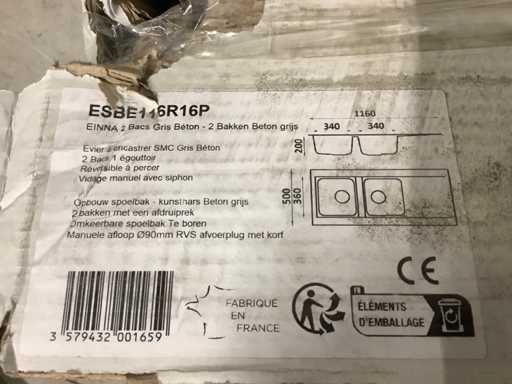 ESBE116R16P
EINNA 2 Bacs Gris Béton - 2 Bakken Beton grijs
Evier à encastrer SMC Gris Béton
2 Bacs 1 égouttoir
Réversible à percer
Vidage manuel avec siphon
Opbouw spoelbak - kunsthars Beton grijs
2 bakken met een afdruiprek
Omkeerbare spoelbak Te boren
Manuele afloop Ø90mm RVS afvoerplug met korf
1160
340 340
200
500
360
3 579432 001659
FABRIQUÉ
EN
FRANCE
CE
FR
ÉLÉMENTS
D'EMBALLAGE